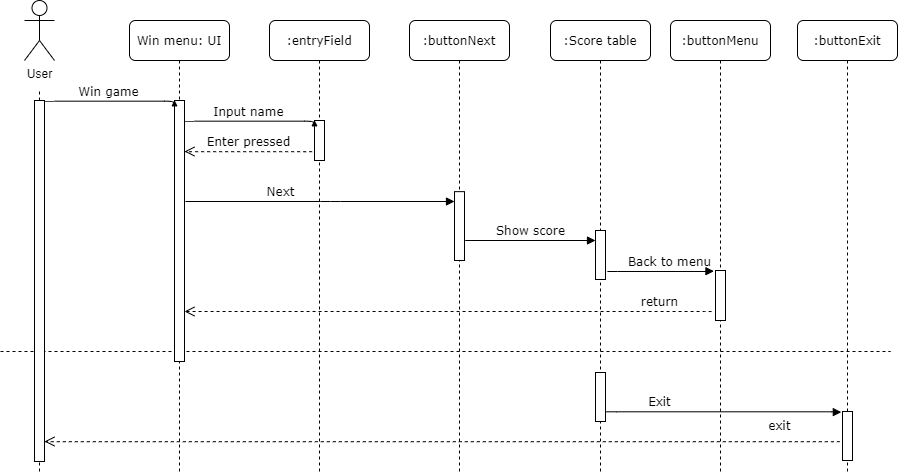 Win menu: UI
:entryField
:buttonNext
:Score table
:buttonMenu
:buttonExit
User
Win game
Input name
Enter pressed
Next
Show score
Back to menu
return
Exit
exit